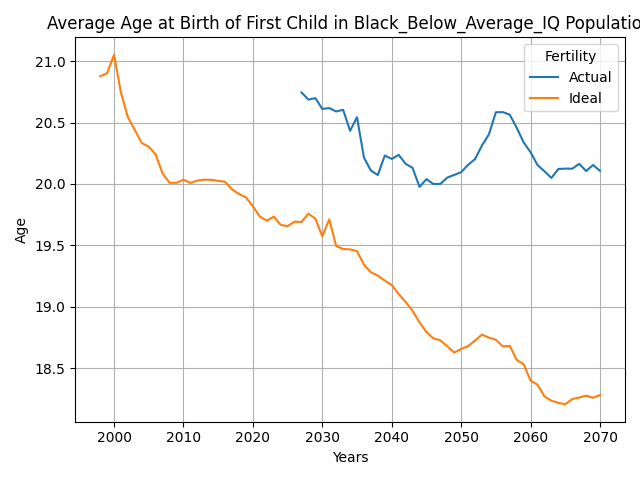 Average Age at Birth of First Child in Black_Below_Average_IQ Populatio
Fertility
Actual
Ideal
21.0
20.5
20.0
19.5
19.0
18.5
Age
2000 2010 2020 2030 2040 2050 2060 2070
Years